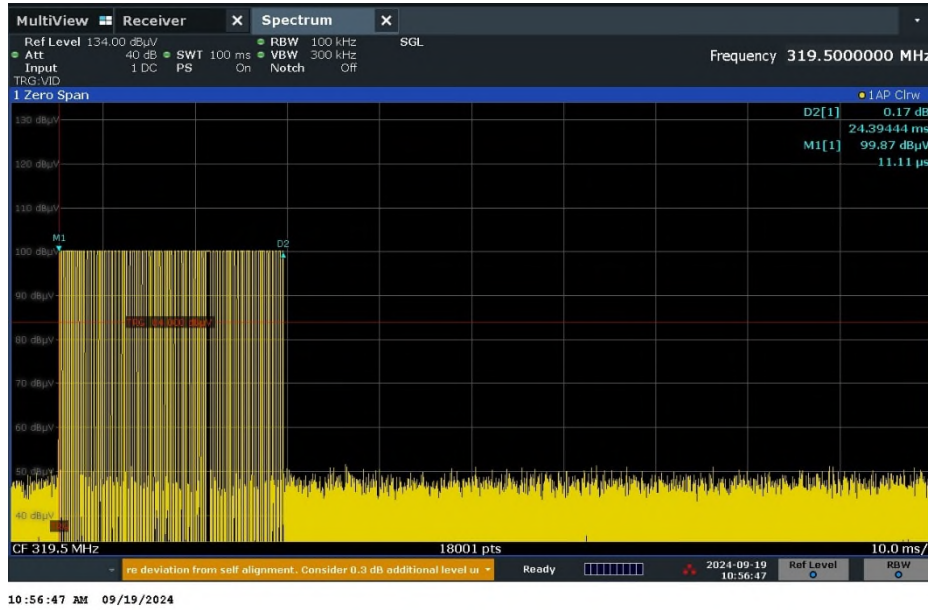 MultiView Receiver X Spectrum X
Ref Level 134.00 dBµV RBW 100 kHz SGL
Att 40 dB SWT 100 ms VBW 300 kHz Frequency 319.5000000 MHz
Input 1 DC PS On Notch Off
TRG:VID
1 Zero Span 1AP Clrw
D2[1] 0.17 dB
130 dBµV
24.39444 ms
M1[1] 99.87 dBµV
120 dBµV 11.11 µs
110 dBµV
M1 D2
100 dBµV
90 dBµV
TRG 84.000 dBµV
80 dBµV
70 dBµV
60 dBµV
50 dBµV
40 dBµV
CF 319.5 MHz 18001 pts 10.0 ms/
re deviation from self alignment. Consider 0.3 dB additional level Ready 2024-09-19 Ref Level RBW
10:56:47
10:56:47 AM 09/19/2024